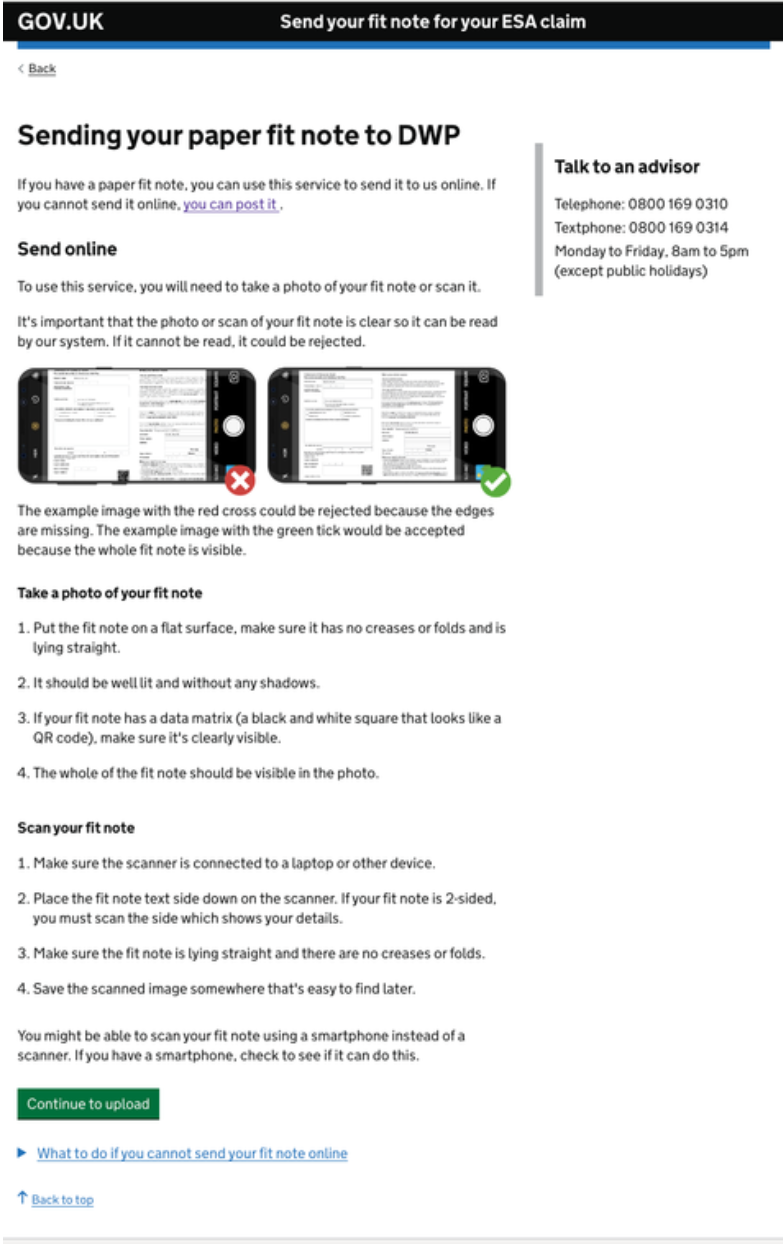 GOV.UK
Send your fit note for your ESA claim
Back
Sending your paper fit note to DWP
If you have a paper fit note, you can use this service to send it to us online. If
you cannot send it online, you can post it .
Send online
To use this service, you will need to take a photo of your fit note or scan it.
It's important that the photo or scan of your fit note is clear so it can be read
by our system. If it cannot be read, it could be rejected.
The example image with the red cross could be rejected because the edges
are missing. The example image with the green tick would be accepted
because the whole fit note is visible.
Take a photo of your fit note
1. Put the fit note on a flat surface, make sure it has no creases or folds and is
lying straight.
2. It should be well lit and without any shadows.
3. If your fit note has a data matrix (a black and white square that looks like a
QR code), make sure it's clearly visible.
4. The whole of the fit note should be visible in the photo.
Scan your fit note
1. Make sure the scanner is connected to a laptop or other device.
2. Place the fit note text side down on the scanner. If your fit note is 2-sided,
you must scan the side which shows your details.
3. Make sure the fit note is lying straight and there are no creases or folds.
4. Save the scanned image somewhere that's easy to find later.
You might be able to scan your fit note using a smartphone instead of a
scanner. If you have a smartphone, check to see if it can do this.
Continue to upload
What to do if you cannot send your fit note online
Back to top
Talk to an advisor
Telephone: 0800 169 0310
Textphone: 0800 169 0314
Monday to Friday, 8am to 5pm
(except public holidays)